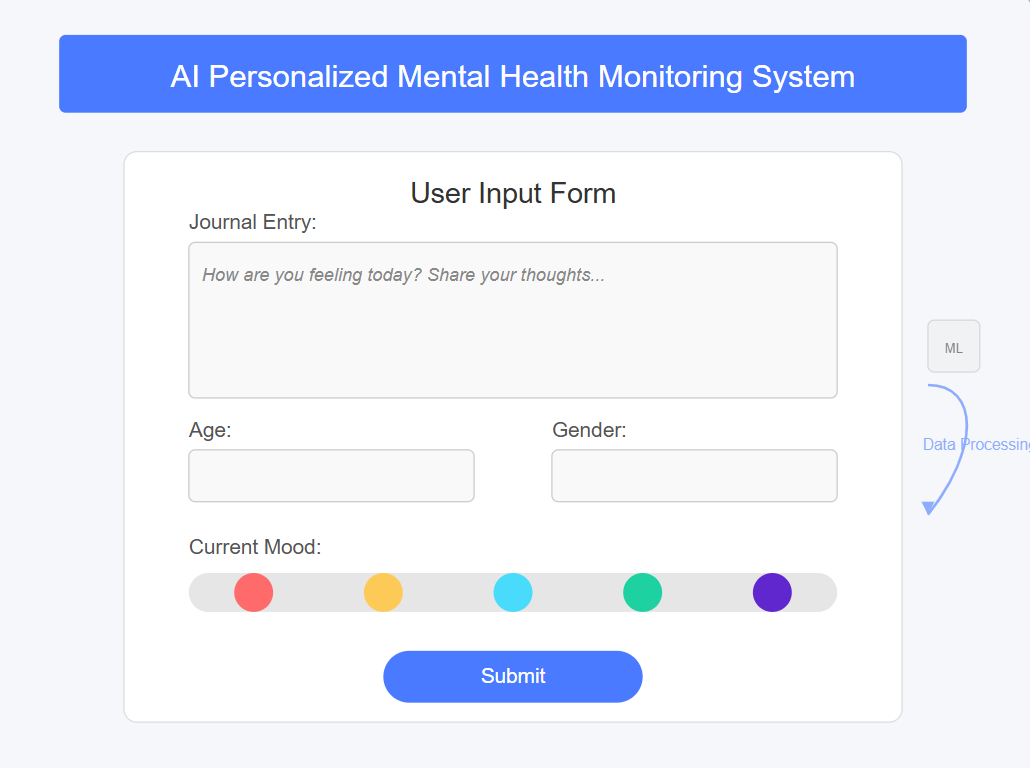 AI Personalized Mental Health Monitoring System
User Input Form
Journal Entry:
How are you feeling today? Share your thoughts...
ML
Age:
Gender:
Data Processing
Current Mood:
Submit